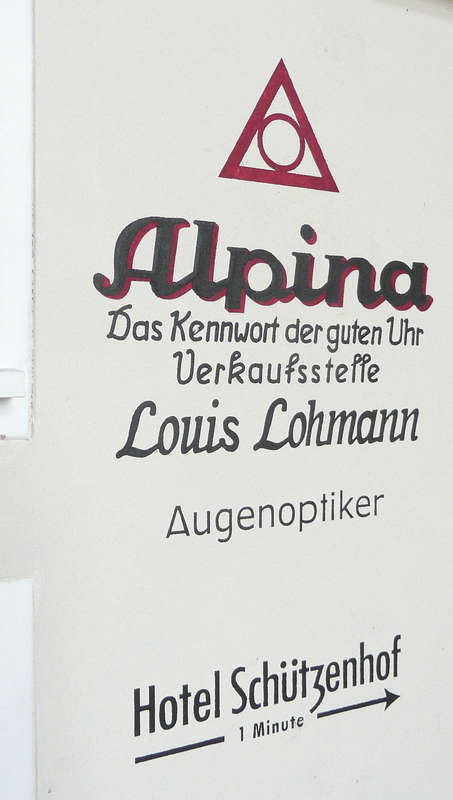 Alpina
Das Kennwort der guten Uhr
Verkaufsstelle
Louis Lohmann
Augenoptiker
Hotel Schützenhof
1 Minute